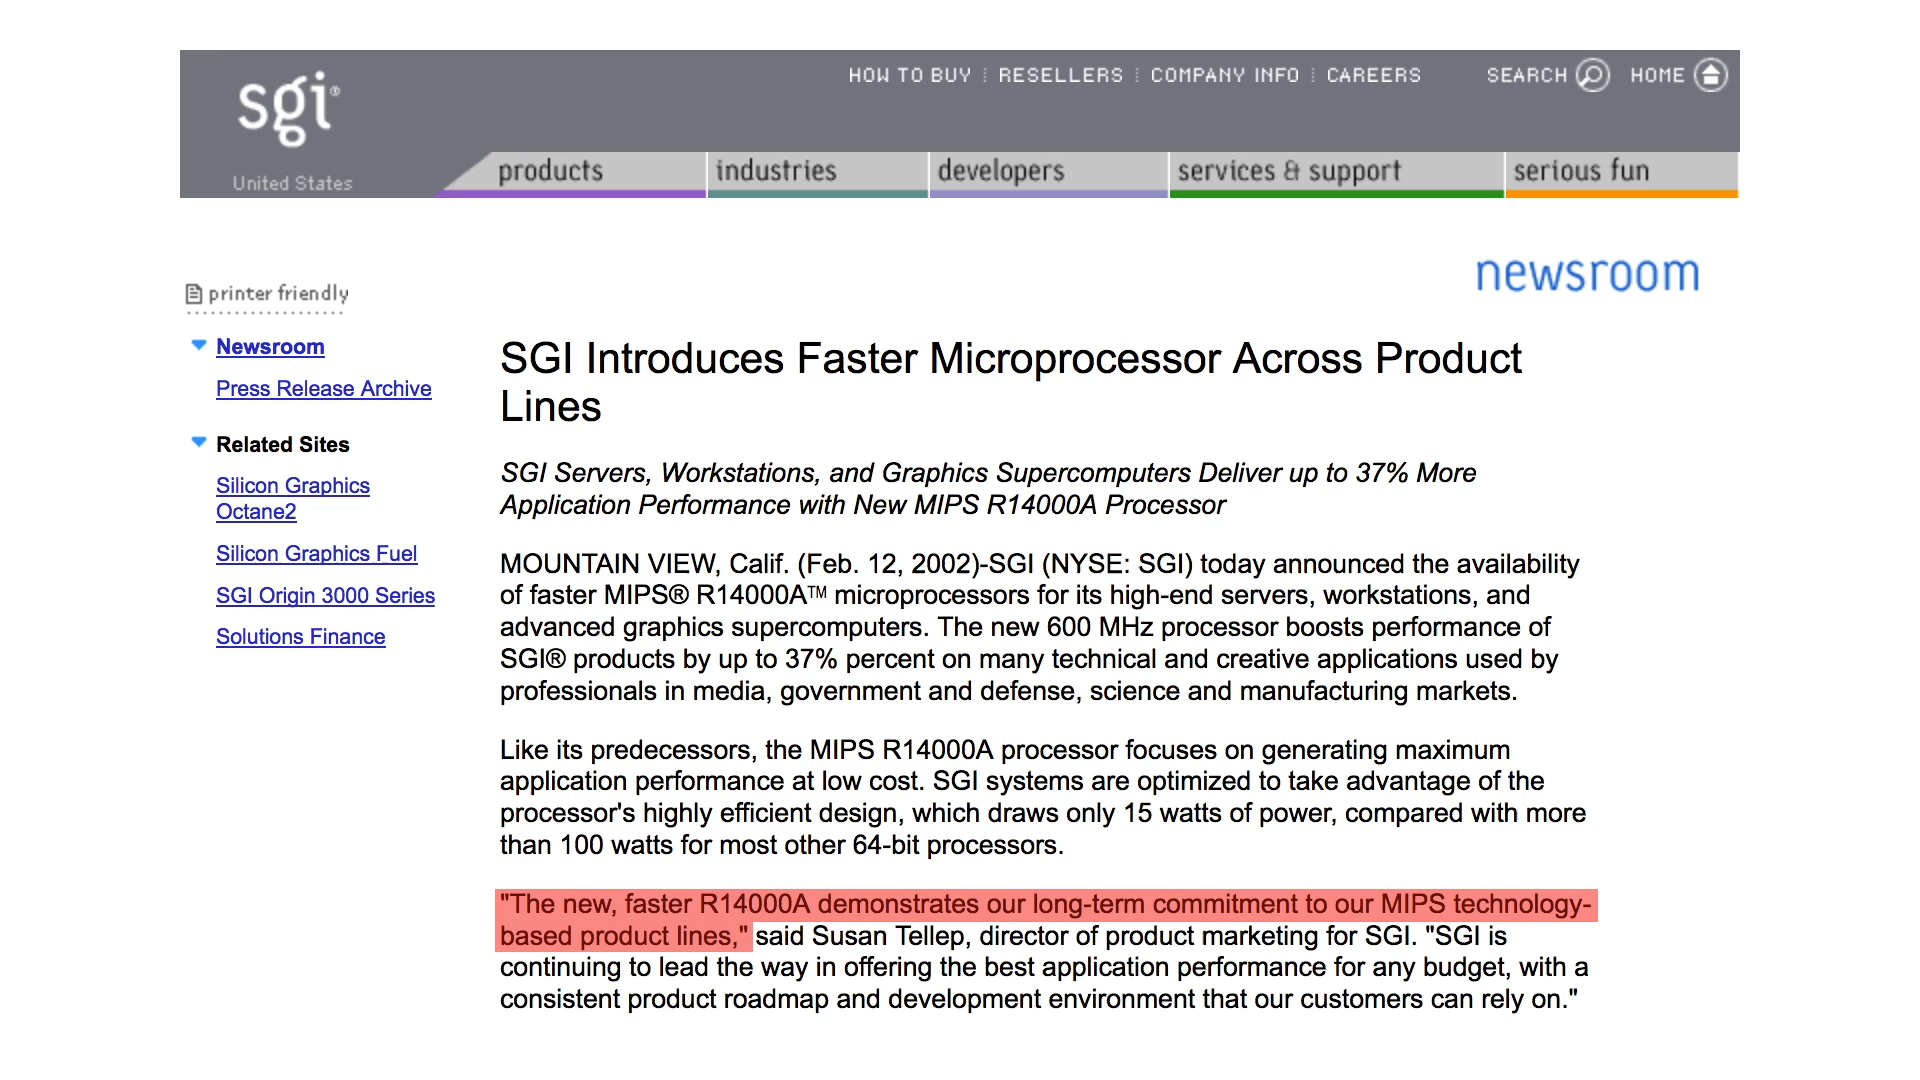 sgi®
United States
HOW TO BUY RESELLERS COMPANY INFO CAREERS SEARCH HOME
products industries developers services & support serious fun
newsroom
printer friendly
Newsroom
Press Release Archive
Related Sites
Silicon Graphics
Octane2
Silicon Graphics Fuel
SGI Origin 3000 Series
Solutions Finance
SGI Introduces Faster Microprocessor Across Product
Lines
SGI Servers, Workstations, and Graphics Supercomputers Deliver up to 37% More
Application Performance with New MIPS R14000A Processor
MOUNTAIN VIEW, Calif. (Feb. 12, 2002)-SGI (NYSE: SGI) today announced the availability
of faster MIPS® R14000A™ microprocessors for its high-end servers, workstations, and
advanced graphics supercomputers. The new 600 MHz processor boosts performance of
SGI® products by up to 37% percent on many technical and creative applications used by
professionals in media, government and defense, science and manufacturing markets.
Like its predecessors, the MIPS R14000A processor focuses on generating maximum
application performance at low cost. SGI systems are optimized to take advantage of the
processor's highly efficient design, which draws only 15 watts of power, compared with more
than 100 watts for most other 64-bit processors.
"The new, faster R14000A demonstrates our long-term commitment to our MIPS technology-
based product lines," said Susan Tellep, director of product marketing for SGI. "SGI is
continuing to lead the way in offering the best application performance for any budget, with a
consistent product roadmap and development environment that our customers can rely on."